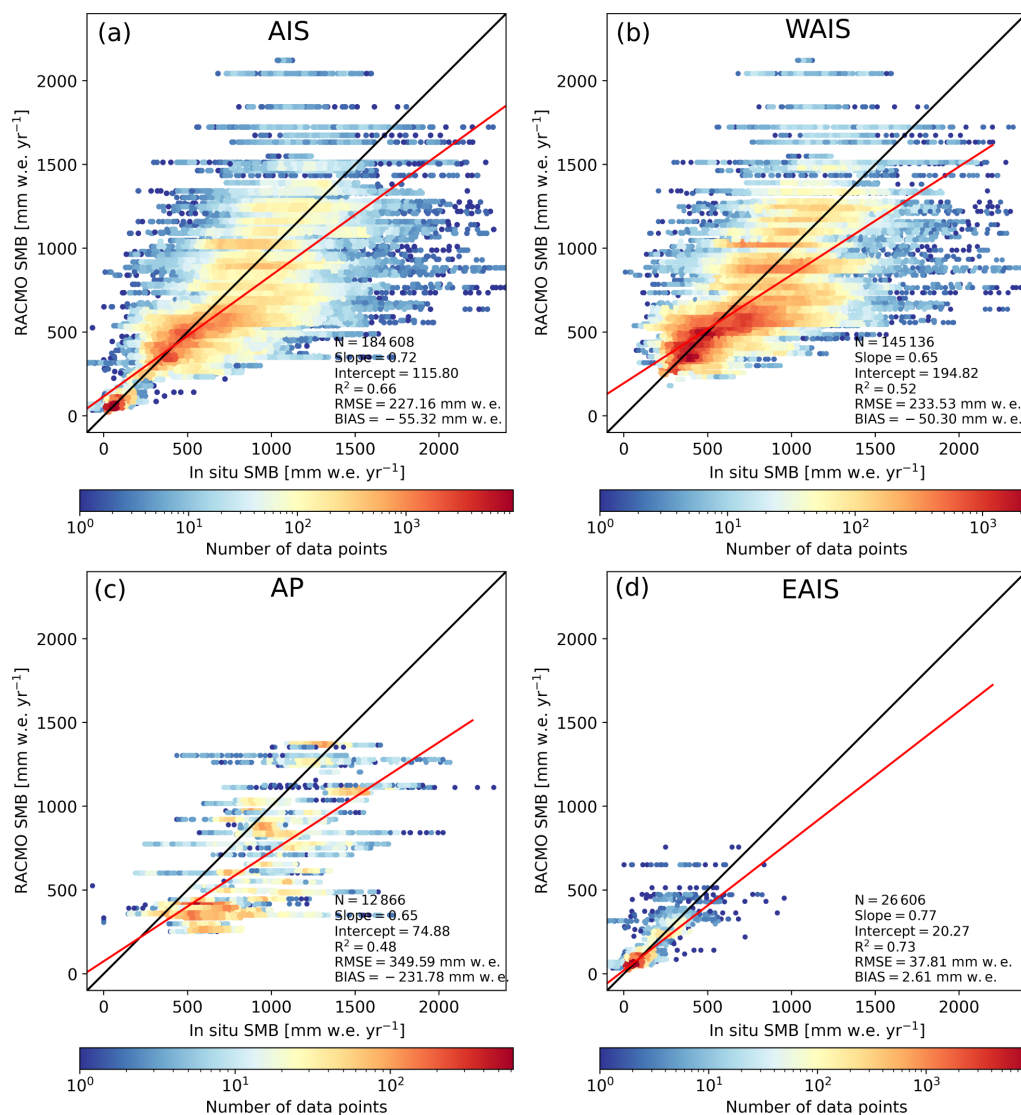 (a) AIS
RACMO SMB [mm w.e. yr⁻¹]
2000
1500
1000
500
0
N = 184 608
Slope = 0.72
Intercept = 115.80
R² = 0.66
RMSE = 227.16 mm w. e.
BIAS = − 55.32 mm w. e.
0 500 1000 1500 2000
In situ SMB [mm w.e. yr⁻¹]
10⁰ 10¹ 10² 10³
Number of data points
(b) WAIS
RACMO SMB [mm w.e. yr⁻¹]
2000
1500
1000
500
0
N = 145 136
Slope = 0.65
Intercept = 194.82
R² = 0.52
RMSE = 233.53 mm w. e.
BIAS = − 50.30 mm w. e.
0 500 1000 1500 2000
In situ SMB [mm w.e. yr⁻¹]
10⁰ 10¹ 10² 10³
Number of data points
(c) AP
RACMO SMB [mm w.e. yr⁻¹]
2000
1500
1000
500
0
N = 12 866
Slope = 0.65
Intercept = 74.88
R² = 0.48
RMSE = 349.59 mm w. e.
BIAS = − 231.78 mm w. e.
0 500 1000 1500 2000
In situ SMB [mm w.e. yr⁻¹]
10⁰ 10¹ 10²
Number of data points
(d) EAIS
RACMO SMB [mm w.e. yr⁻¹]
2000
1500
1000
500
0
N = 26 606
Slope = 0.77
Intercept = 20.27
R² = 0.73
RMSE = 37.81 mm w. e.
BIAS = 2.61 mm w. e.
0 500 1000 1500 2000
In situ SMB [mm w.e. yr⁻¹]
10⁰ 10¹ 10² 10³
Number of data points